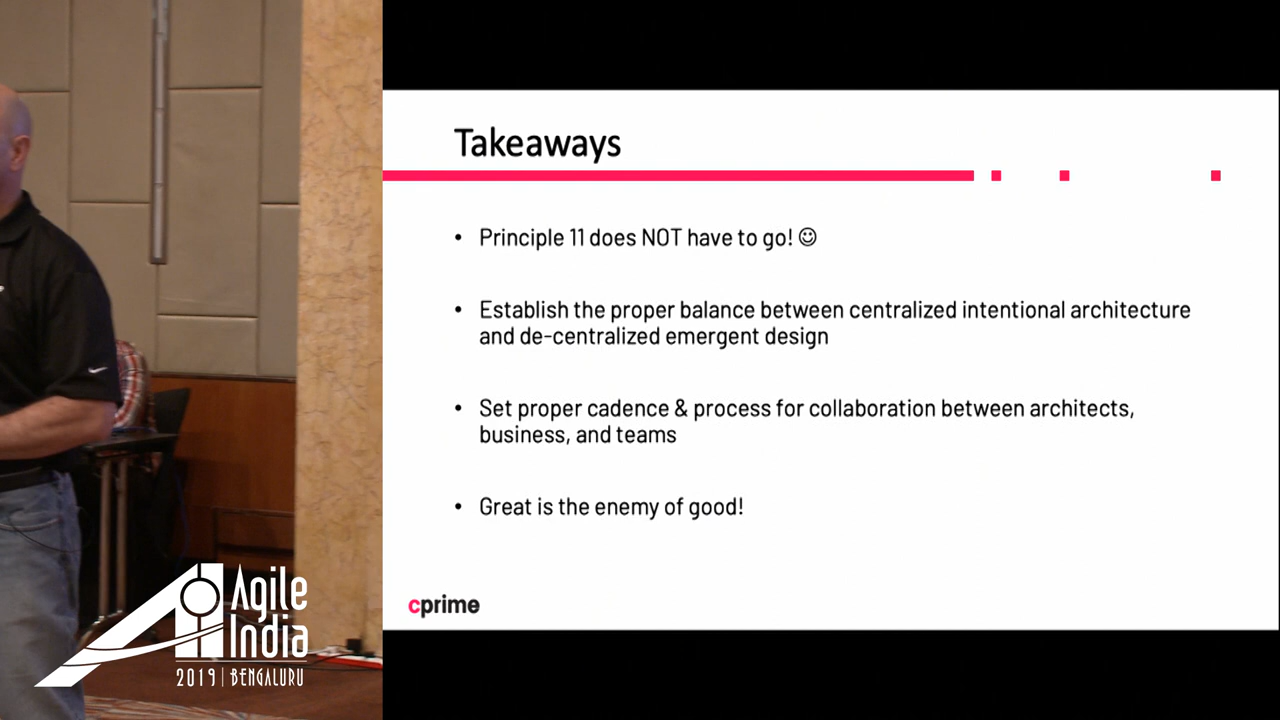 Takeaways
• Principle 11 does NOT have to go! ☺
• Establish the proper balance between centralized intentional architecture
and de-centralized emergent design
• Set proper cadence & process for collaboration between architects,
business, and teams
• Great is the enemy of good!
cprime
Agile
India
2019 | BENGALURU